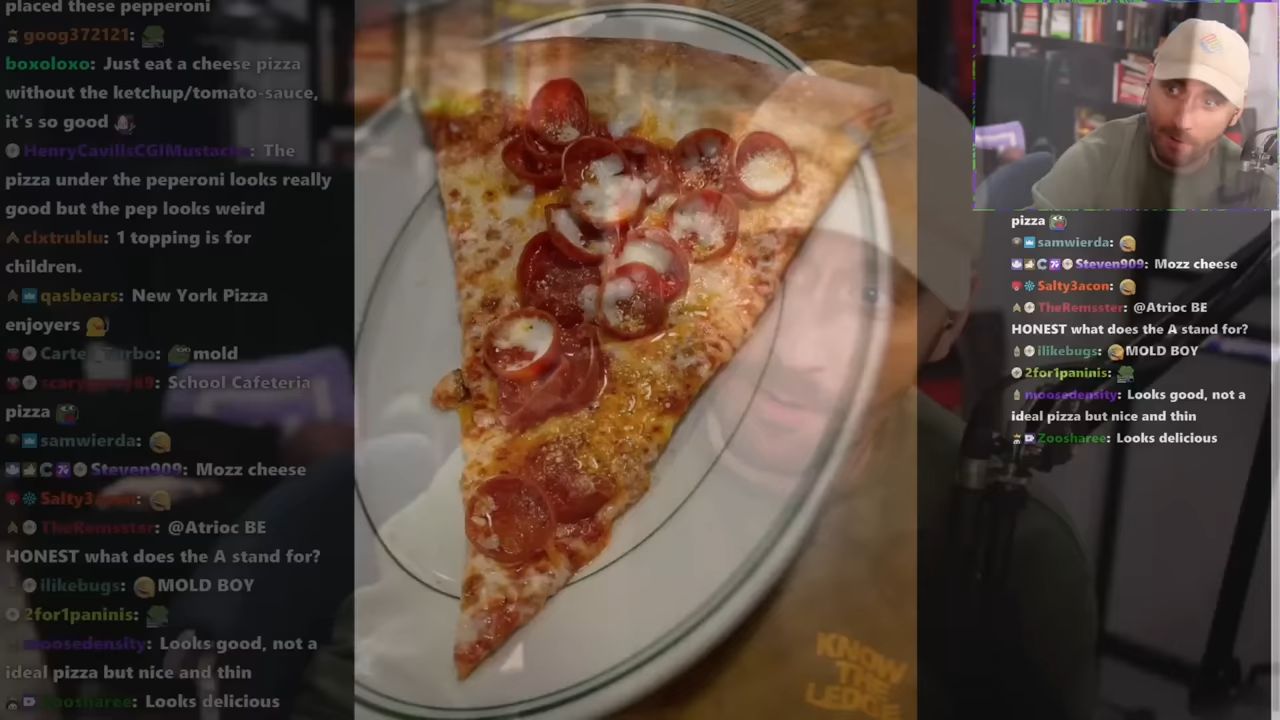 placed these pepperoni
goog372121:
boxoloxo: Just eat a cheese pizza
without the ketchup/tomato-sauce,
it's so good
HenryCavillsCGIMustache: The
pizza under the peperoni looks really
good but the pep looks weird
clxtrublu: 1 topping is for
children.
qasbears: New York Pizza
enjoyers
mold
School Cafeteria
pizza
samwierda:
Steven909: Mozz cheese
Salty3acon:
TheRemsster: @Atrioc BE
HONEST what does the A stand for?
ilikebugs: MOLD BOY
2for1paninis:
moosedensity: Looks good, not a
ideal pizza but nice and thin
Zoosharee: Looks delicious
KNOW
THE
LEDGE
pizza
samwierda:
Steven909: Mozz cheese
Salty3acon:
TheRemsster: @Atrioc BE
HONEST what does the A stand for?
ilikebugs: MOLD BOY
2for1paninis:
moosedensity: Looks good, not a
ideal pizza but nice and thin
Zoosharee: Looks delicious